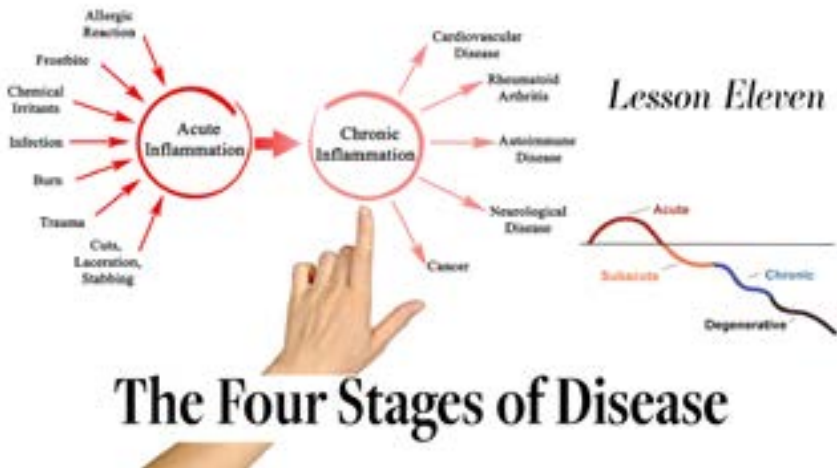 Allergic
Reaction
Frostbite
Chemical
Irritants
Infection
Burn
Trauma
Cuts,
Laceration,
Stabbing
Acute
Inflammation
Chronic
Inflammation
Cardiovascular
Disease
Rheumatoid
Arthritis
Autoimmune
Disease
Neurological
Disease
Cancer
Lesson Eleven
Acute
Subacute
Chronic
Degenerative
The Four Stages of Disease